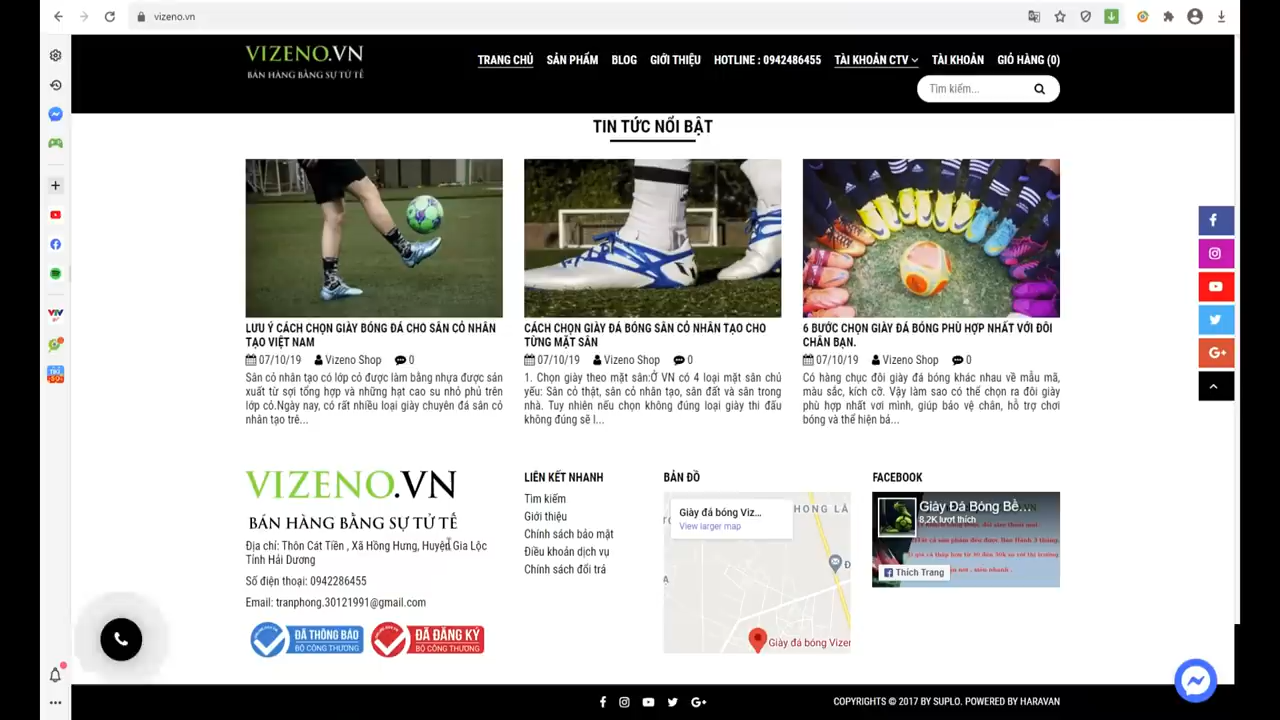 vizeno.vn
VIZENO.VN
BÁN HÀNG BẰNG SỰ TỬ TẾ
TRANG CHỦ SẢN PHẨM BLOG GIỚI THIỆU HOTLINE : 0942486455 TÀI KHOẢN CTV TÀI KHOẢN GIỎ HÀNG (0)
Tìm kiếm...
TIN TỨC NỔI BẬT
LƯU Ý CÁCH CHỌN GIÀY BÓNG ĐÁ CHO SÂN CỎ NHÂN
TẠO VIỆT NAM
07/10/19 Vizeno Shop 0
Sân cỏ nhân tạo có lớp cỏ được làm bằng nhựa được sản
xuất từ sợi tổng hợp và những hạt cao su nhỏ phủ trên
lớp cỏ.Ngày nay, có rất nhiều loại giày chuyên đá sân cỏ
nhân tạo trê...
CÁCH CHỌN GIÀY ĐÁ BÓNG SÂN CỎ NHÂN TẠO CHO
TỪNG MẶT SÂN
07/10/19 Vizeno Shop 0
1. Chọn giày theo mặt sân:Ở VN có 4 loại mặt sân chủ
yếu: Sân cỏ thật, sân cỏ nhân tạo, sân đất và sân trong
nhà. Tuy nhiên nếu chọn không đúng loại giày thi đấu
không đúng sẽ l...
6 BƯỚC CHỌN GIÀY ĐÁ BÓNG PHÙ HỢP NHẤT VỚI ĐÔI
CHÂN BẠN.
07/10/19 Vizeno Shop 0
Có hàng chục đôi giày đá bóng khác nhau về mẫu mã,
màu sắc, kích cỡ. Vậy làm sao có thể chọn ra đôi giày
phù hợp nhất vơi mình, giúp bảo vệ chân, hỗ trợ chơi
bóng và thể hiện bả...
VIZENO.VN
BÁN HÀNG BẰNG SỰ TỬ TẾ
Địa chỉ: Thôn Cát Tiền , Xã Hồng Hưng, Huyện Gia Lộc
Tỉnh Hải Dương
Số điện thoại: 0942286455
Email: tranphong.30121991@gmail.com
ĐÃ THÔNG BÁO
BỘ CÔNG THƯƠNG
ĐÃ ĐĂNG KÝ
BỘ CÔNG THƯƠNG
LIÊN KẾT NHANH
Tìm kiếm
Giới thiệu
Chính sách bảo mật
Điều khoản dịch vụ
Chính sách đổi trả
BẢN ĐỒ
Giày đá bóng Viz...
View larger map
Giày đá bóng Vizer
FACEBOOK
Giày Đá Bóng Bề...
8,2K lượt thích
Thích Trang
COPYRIGHTS © 2017 BY SUPLO. POWERED BY HARAVAN